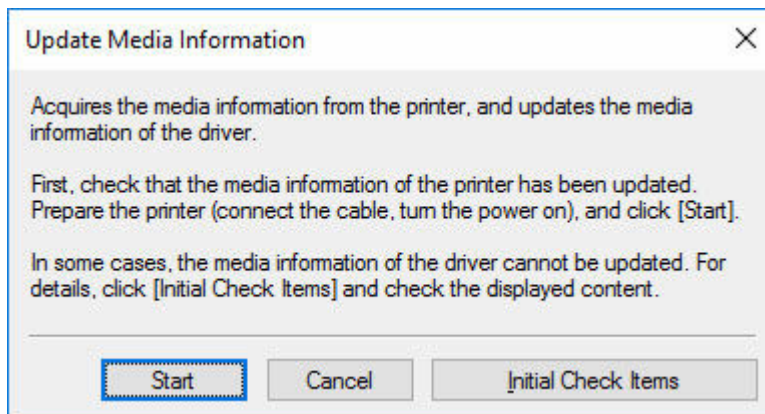 Update Media Information
Acquires the media information from the printer, and updates the media
information of the driver.
First, check that the media information of the printer has been updated.
Prepare the printer (connect the cable, turn the power on), and click [Start].
In some cases, the media information of the driver cannot be updated. For
details, click [Initial Check Items] and check the displayed content.
Start Cancel Initial Check Items